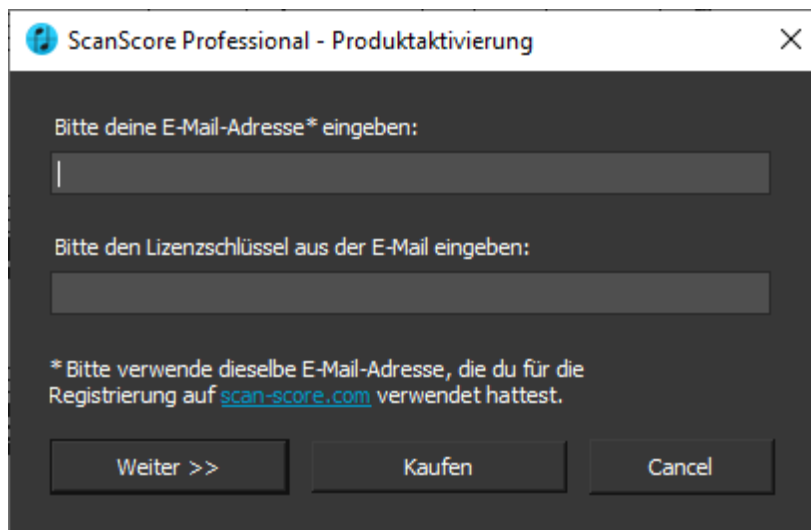 ScanScore Professional - Produktaktivierung
Bitte deine E-Mail-Adresse* eingeben:
Bitte den Lizenzschlüssel aus der E-Mail eingeben:
* Bitte verwende dieselbe E-Mail-Adresse, die du für die
Registrierung auf scan-score.com verwendet hattest.
Weiter >>
Kaufen
Cancel